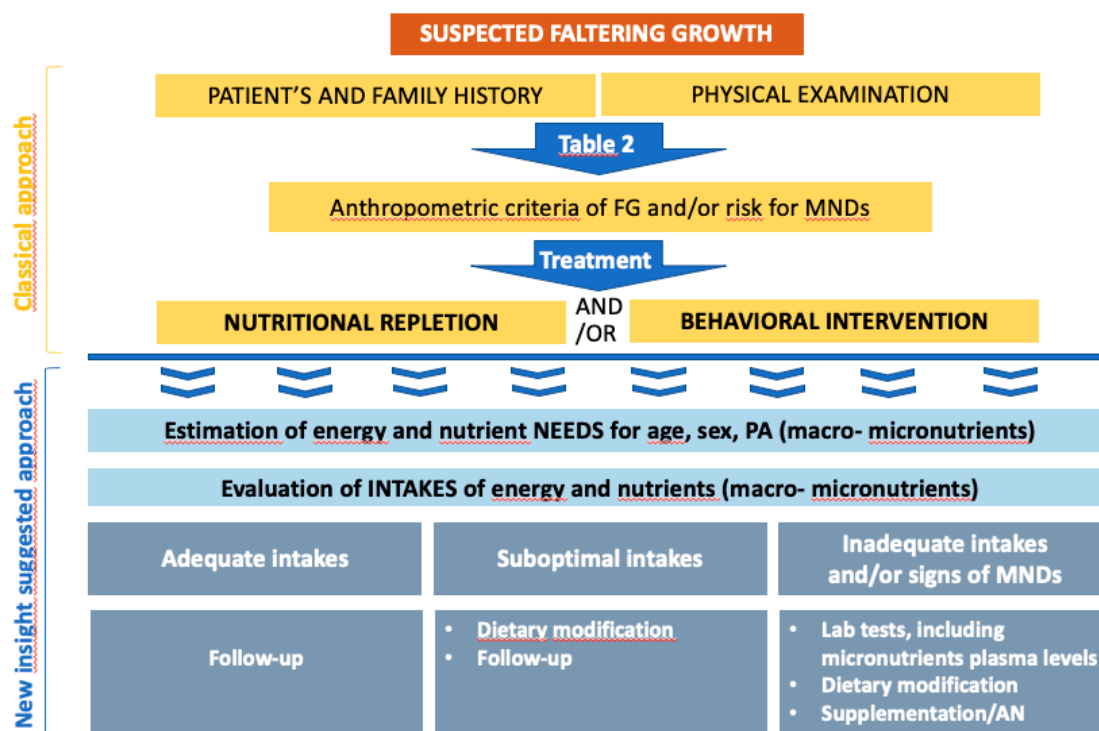 SUSPECTED FALTERING GROWTH
Classical approach
PATIENT'S AND FAMILY HISTORY
PHYSICAL EXAMINATION
Table 2
Anthropometric criteria of FG and/or risk for MNDs
Treatment
NUTRITIONAL REPLETION
AND
/OR
BEHAVIORAL INTERVENTION
New insight suggested approach
Estimation of energy and nutrient NEEDS for age, sex, PA (macro- micronutrients)
Evaluation of INTAKES of energy and nutrients (macro- micronutrients)
Adequate intakes
Suboptimal intakes
Inadequate intakes
and/or signs of MNDs
Follow-up
• Dietary modification
• Follow-up
• Lab tests, including
micronutrients plasma levels
• Dietary modification
• Supplementation/AN